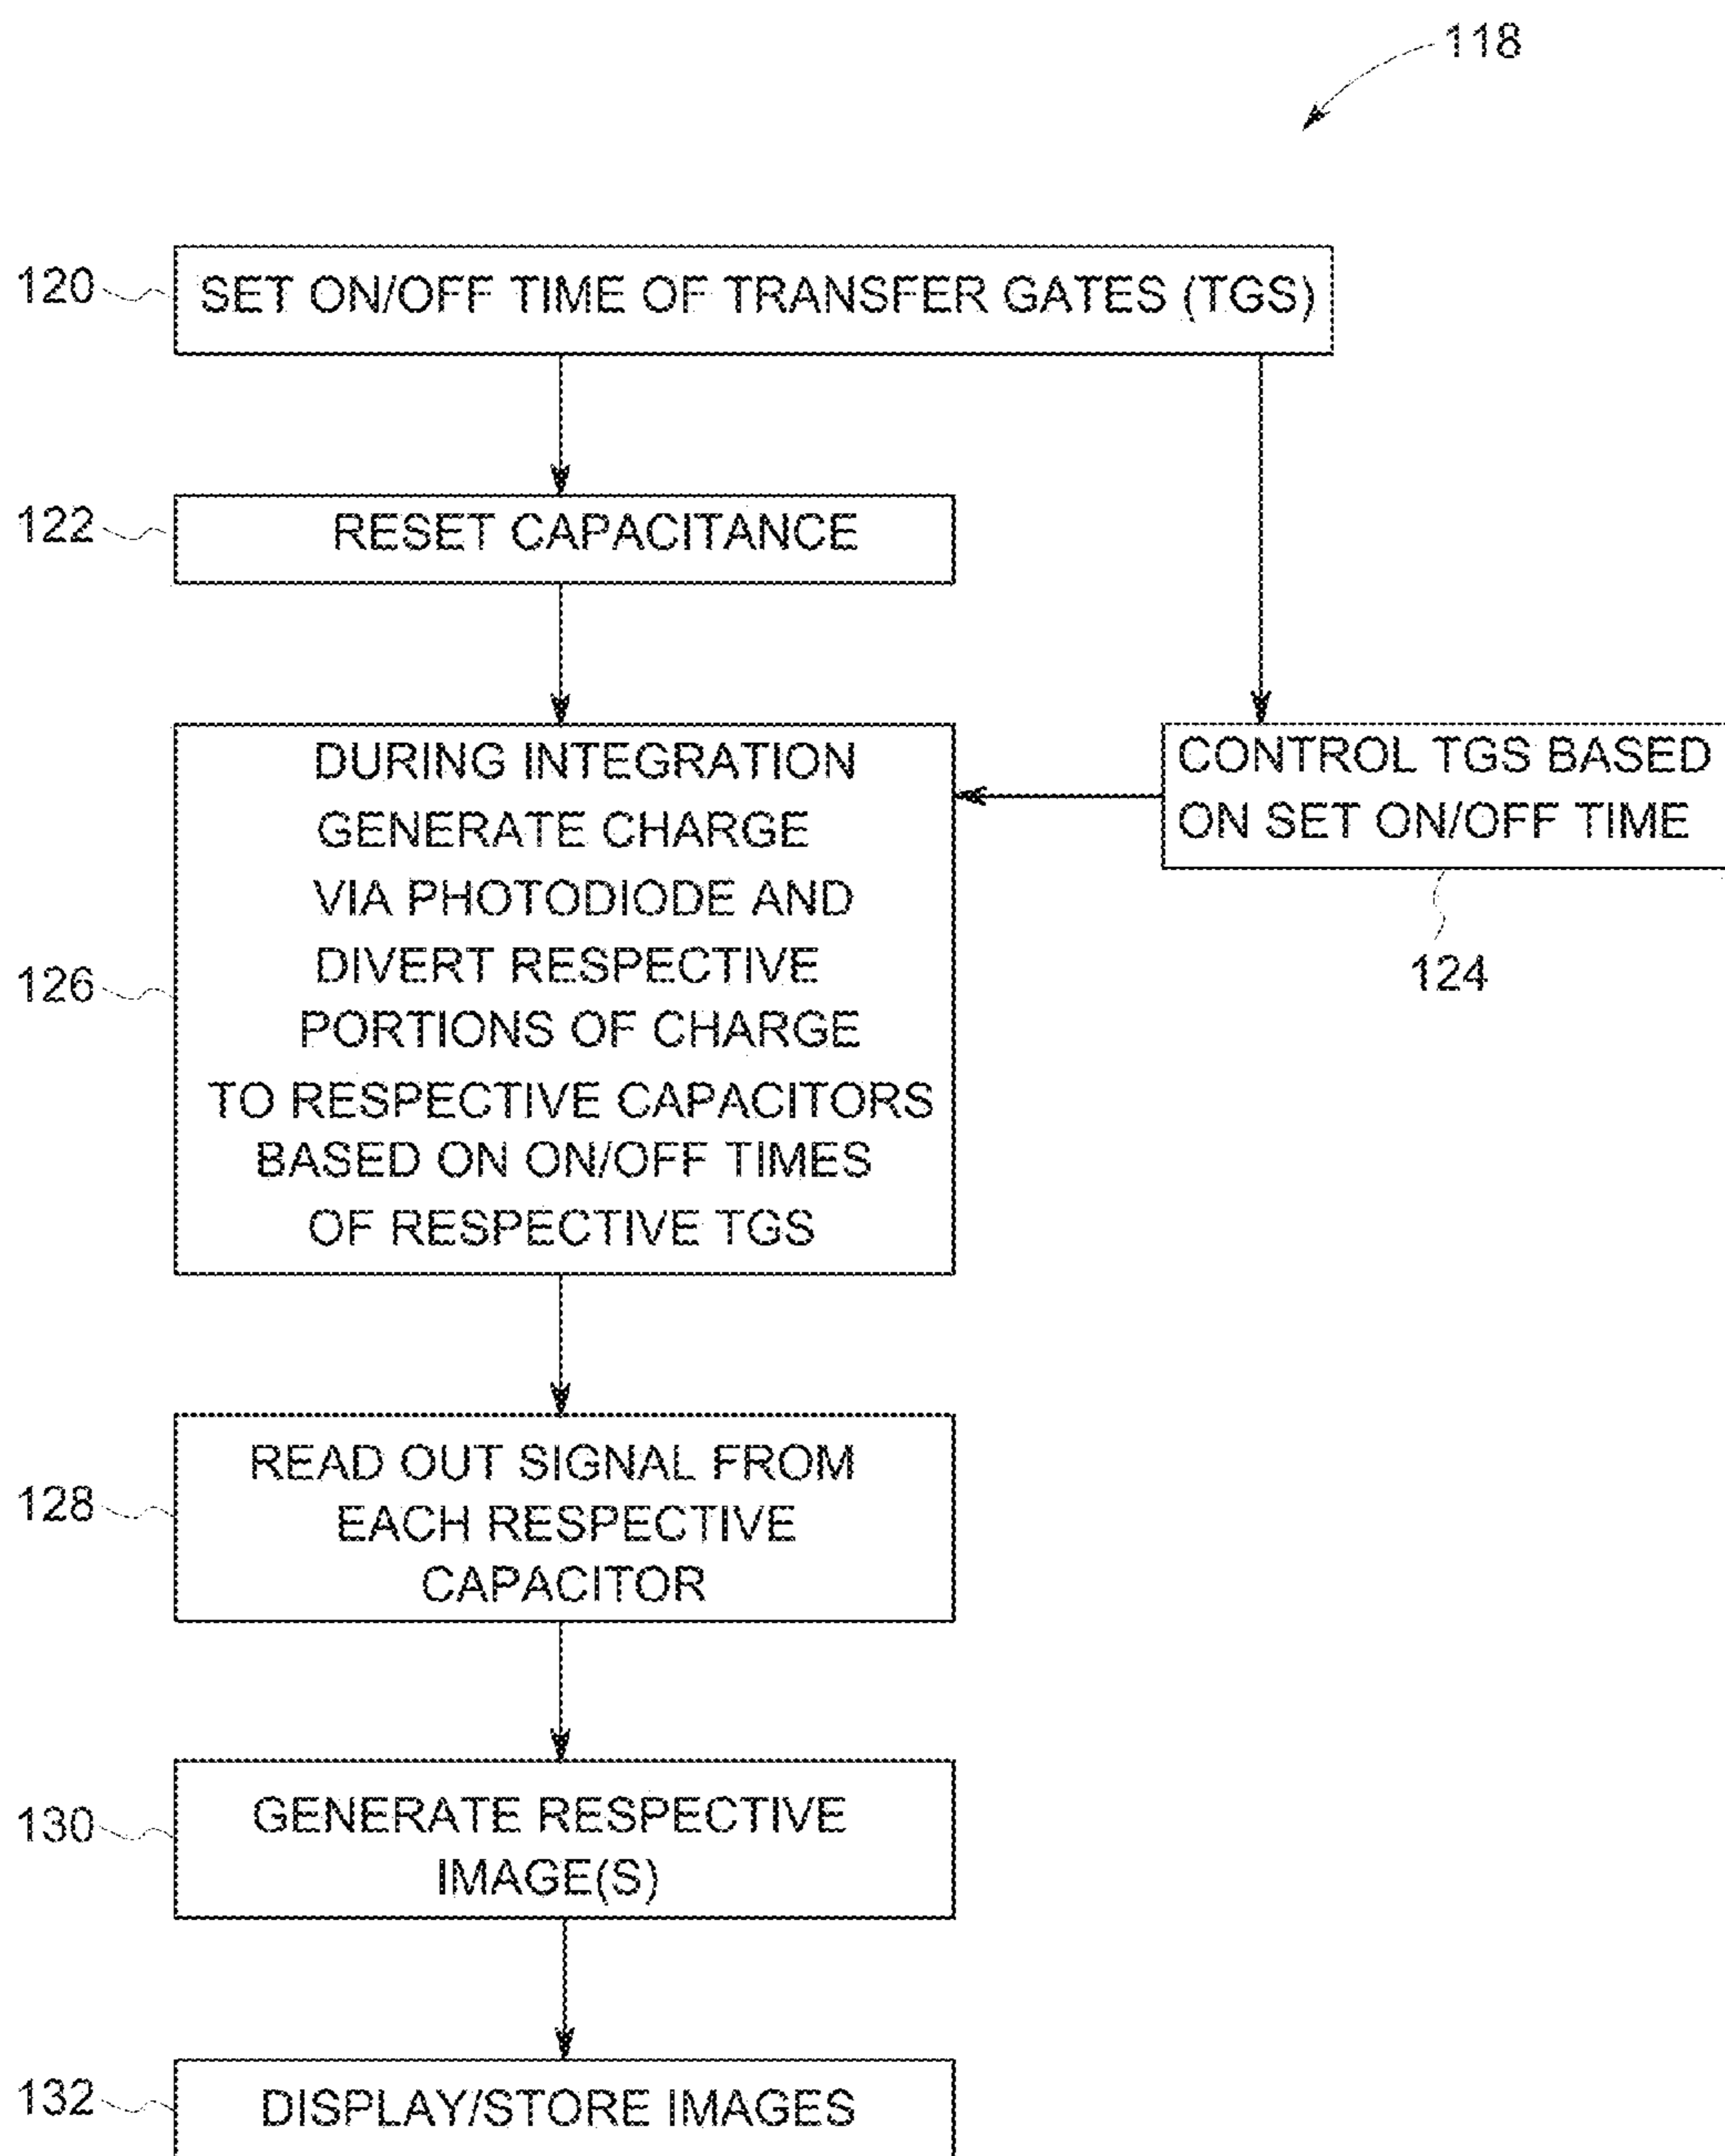 118
120
SET ON/OFF TIME OF TRANSFER GATES (TGS)
122
RESET CAPACITANCE
126
DURING INTEGRATION
GENERATE CHARGE
VIA PHOTODIODE AND
DIVERT RESPECTIVE
PORTIONS OF CHARGE
TO RESPECTIVE CAPACITORS
BASED ON ON/OFF TIMES
OF RESPECTIVE TGS
CONTROL TGS BASED
ON SET ON/OFF TIME
124
128
READ OUT SIGNAL FROM
EACH RESPECTIVE
CAPACITOR
130
GENERATE RESPECTIVE
IMAGE(S)
132
DISPLAY/STORE IMAGES